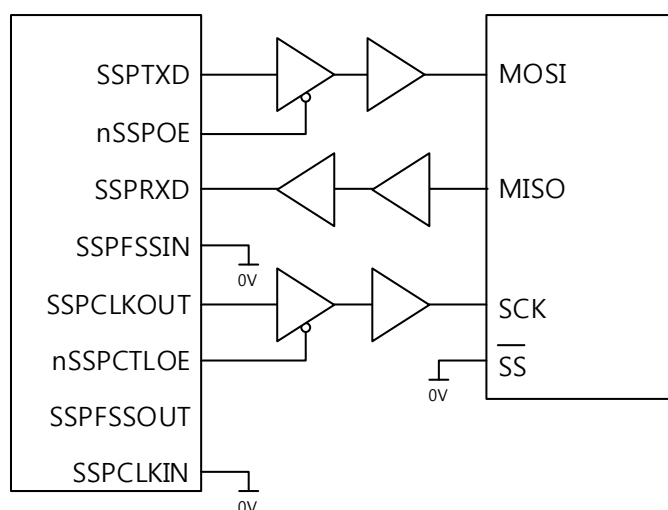 SSPTXD
nSSPOE
SSPRXD
SSPFSSIN
0V
SSPCLKOUT
nSSPCTLOE
SSPFSSOUT
SSPCLKIN
0V
MOSI
MISO
SCK
SS
0V